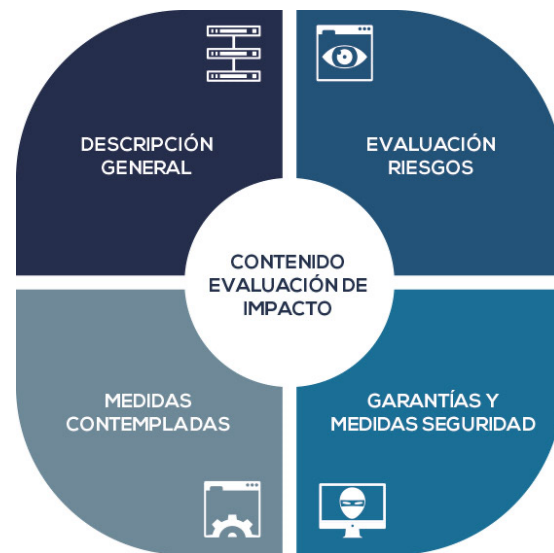 DESCRIPCIÓN
GENERAL
EVALUACIÓN
RIESGOS
CONTENIDO
EVALUACIÓN DE
IMPACTO
MEDIDAS
CONTEMPLADAS
GARANTÍAS Y
MEDIDAS SEGURIDAD